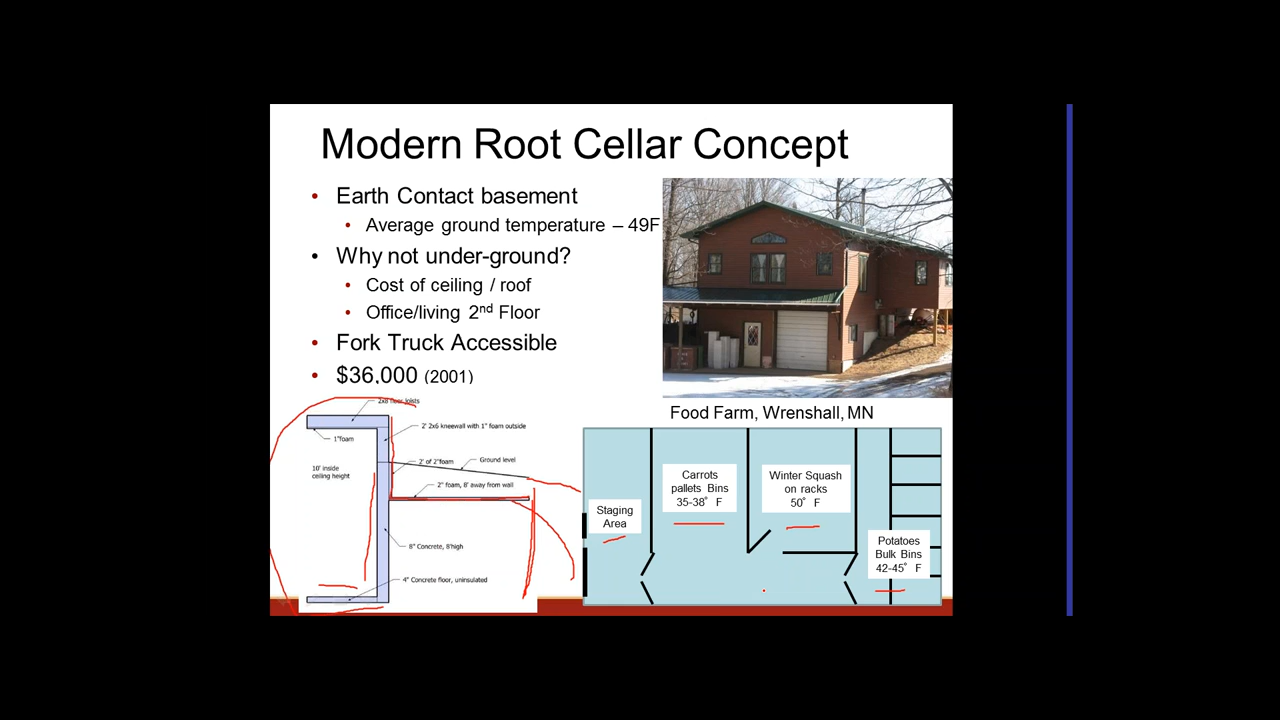 Modern Root Cellar Concept
• Earth Contact basement
• Average ground temperature – 49F
• Why not under-ground?
• Cost of ceiling / roof
• Office/living 2nd Floor
• Fork Truck Accessible
• $36,000 (2001)
Food Farm, Wrenshall, MN
2x8 floor joists
2' 2x6 kneewall with 1" foam outside
1"foam
2' of 2"foam
Ground level
10' inside
ceiling height
2" foam, 8' away from wall
8" Concrete, 8'high
4" Concrete floor, uninsulated
Staging
Area
Carrots
pallets Bins
35-38° F
Winter Squash
on racks
50° F
Potatoes
Bulk Bins
42-45° F